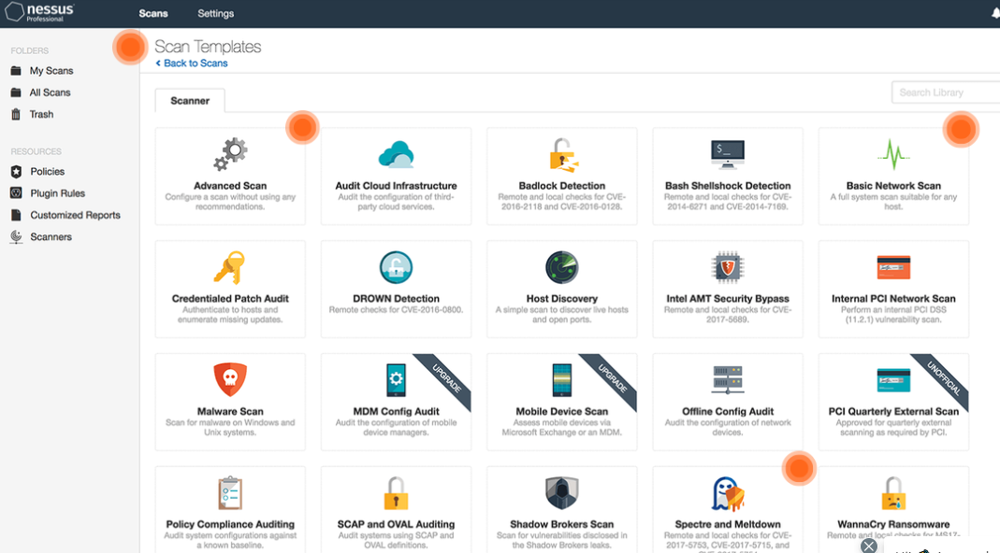 nessus
Professional
Scans
Settings
FOLDERS
My Scans
All Scans
Trash
RESOURCES
Policies
Plugin Rules
Customized Reports
Scanners
Scan Templates
Back to Scans
Scanner
Search Library
Advanced Scan
Configure a scan without using any
recommendations.
Audit Cloud Infrastructure
Audit the configuration of third-
party cloud services.
Badlock Detection
Remote and local checks for CVE-
2016-2118 and CVE-2016-0128.
$_
Bash Shellshock Detection
Remote and local checks for CVE-
2014-6271 and CVE-2014-7169.
Basic Network Scan
A full system scan suitable for any
host.
Credentialed Patch Audit
Authenticate to hosts and
enumerate missing updates.
DROWN Detection
Remote checks for CVE-2016-0800.
Host Discovery
A simple scan to discover live hosts
and open ports.
Intel AMT Security Bypass
Remote and local checks for CVE-
2017-5689.
Internal PCI Network Scan
Perform an internal PCI DSS
(11.2.1) vulnerability scan.
Malware Scan
Scan for malware on Windows and
Unix systems.
UPGRADE
MDM Config Audit
Audit the configuration of mobile
device managers.
UPGRADE
Mobile Device Scan
Assess mobile devices via
Microsoft Exchange or an MDM.
Offline Config Audit
Audit the configuration of network
devices.
UNOFFICIAL
PCI Quarterly External Scan
Approved for quarterly external
scanning as required by PCI.
Policy Compliance Auditing
Audit system configurations against
a known baseline.
SCAP and OVAL Auditing
Audit systems using SCAP and
OVAL definitions.
Shadow Brokers Scan
Scan for vulnerabilities disclosed in
the Shadow Brokers leaks.
Spectre and Meltdown
Remote and local checks for CVE-
2017-5753, CVE-2017-5715, and
WannaCry Ransomware
Remote and local checks for MS17-